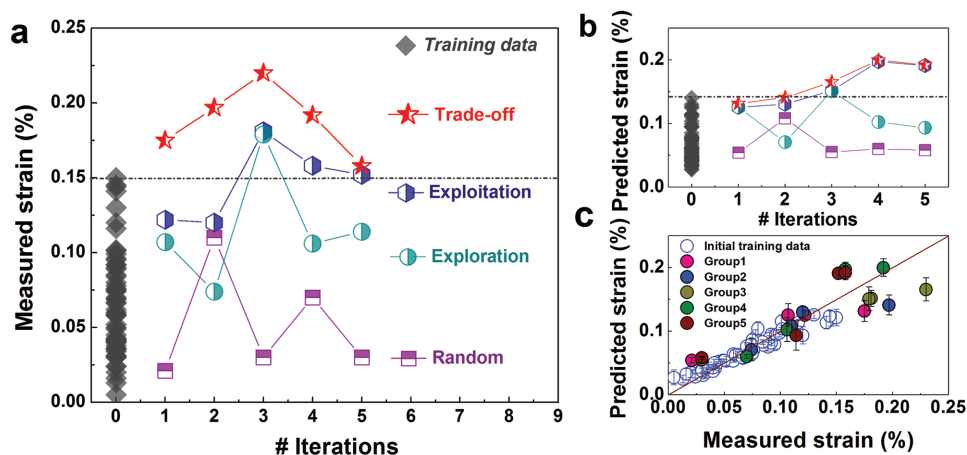 a
Measured strain (%)
0.25
0.20
0.15
0.10
0.05
0.00
0 1 2 3 4 5 6 7 8 9
# Iterations
Training data
Trade-off
Exploitation
Exploration
Random
b
Predicted strain (%)
0.2
0.1
0.0
0 1 2 3 4 5
# Iterations
c
Predicted strain (%)
0.2
0.1
0.0
0.00 0.05 0.10 0.15 0.20 0.25
Measured strain (%)
Initial training data
Group1
Group2
Group3
Group4
Group5